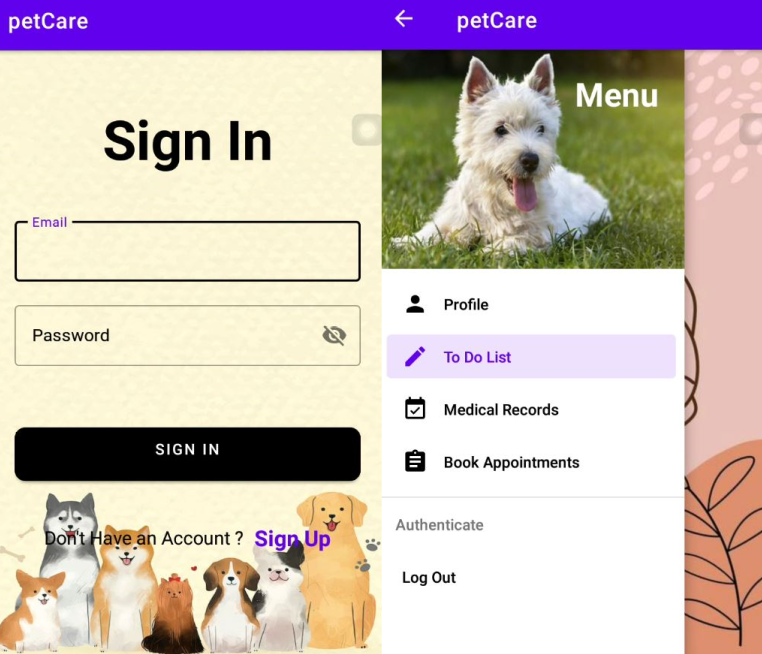 petCare
Sign In
Email
Password
SIGN IN
Don't Have an Account ? Sign Up
petCare
Menu
Profile
To Do List
Medical Records
Book Appointments
Authenticate
Log Out